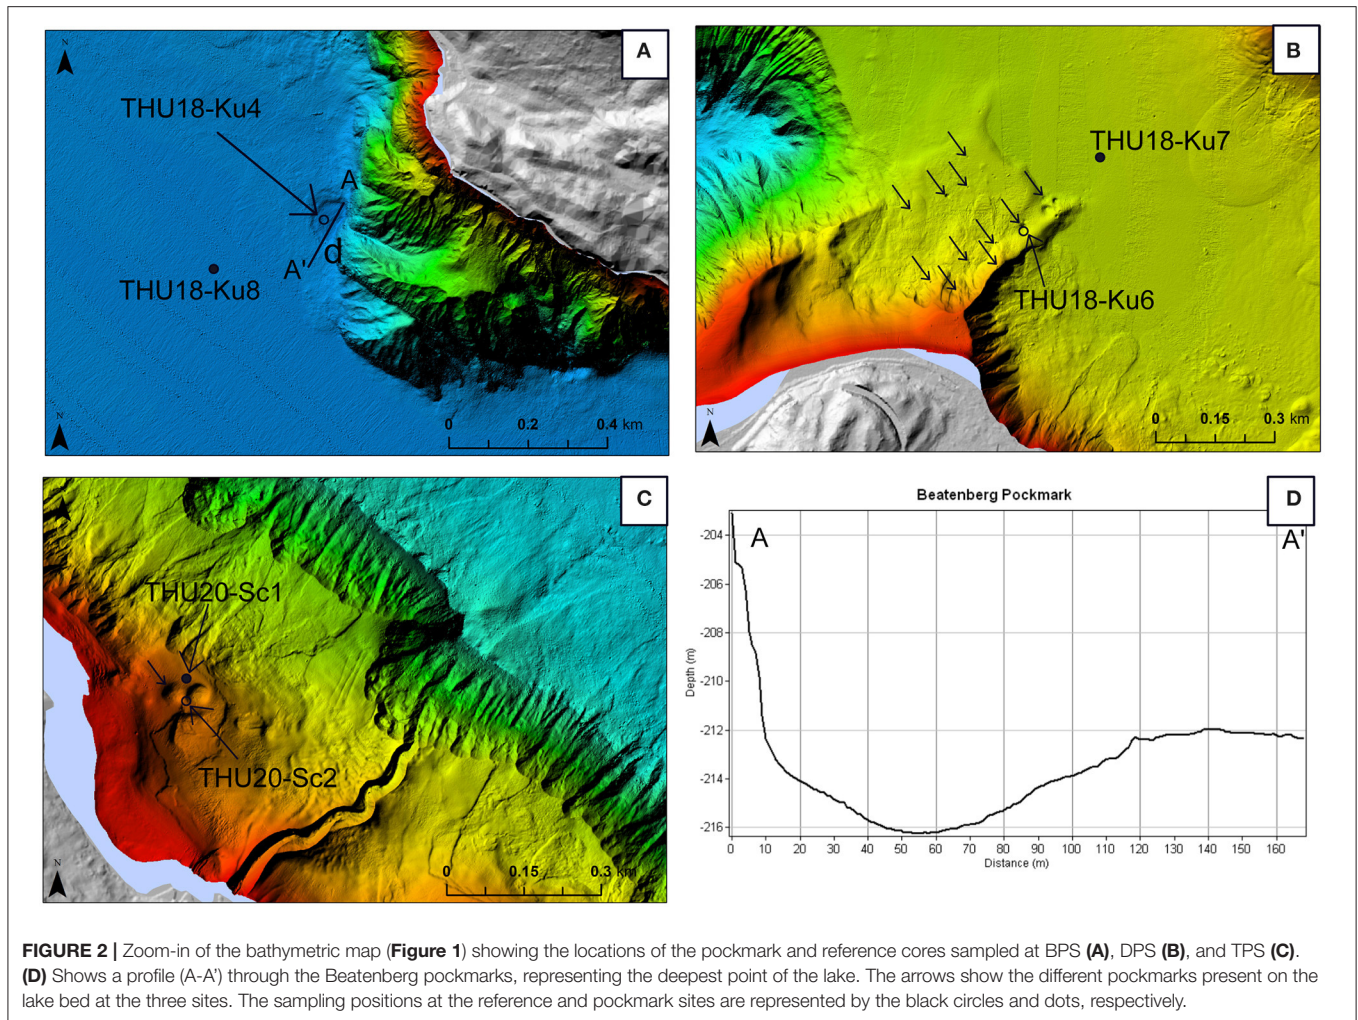 A
N
THU18-Ku4
A
d
A'
THU18-Ku8
N
0 0.2 0.4 km
B
THU18-Ku7
THU18-Ku6
N
0 0.15 0.3 km
C
THU20-Sc1
THU20-Sc2
N
0 0.15 0.3 km
Beatenberg Pockmark
D
A A'
-204
-206
-208
-210
-212
-214
-216
Depth (m)
0 10 20 30 40 50 60 70 80 90 100 110 120 130 140 150 160
Distance (m)
FIGURE 2 | Zoom-in of the bathymetric map (Figure 1) showing the locations of the pockmark and reference cores sampled at BPS (A), DPS (B), and TPS (C).
(D) Shows a profile (A-A’) through the Beatenberg pockmarks, representing the deepest point of the lake. The arrows show the different pockmarks present on the
lake bed at the three sites. The sampling positions at the reference and pockmark sites are represented by the black circles and dots, respectively.